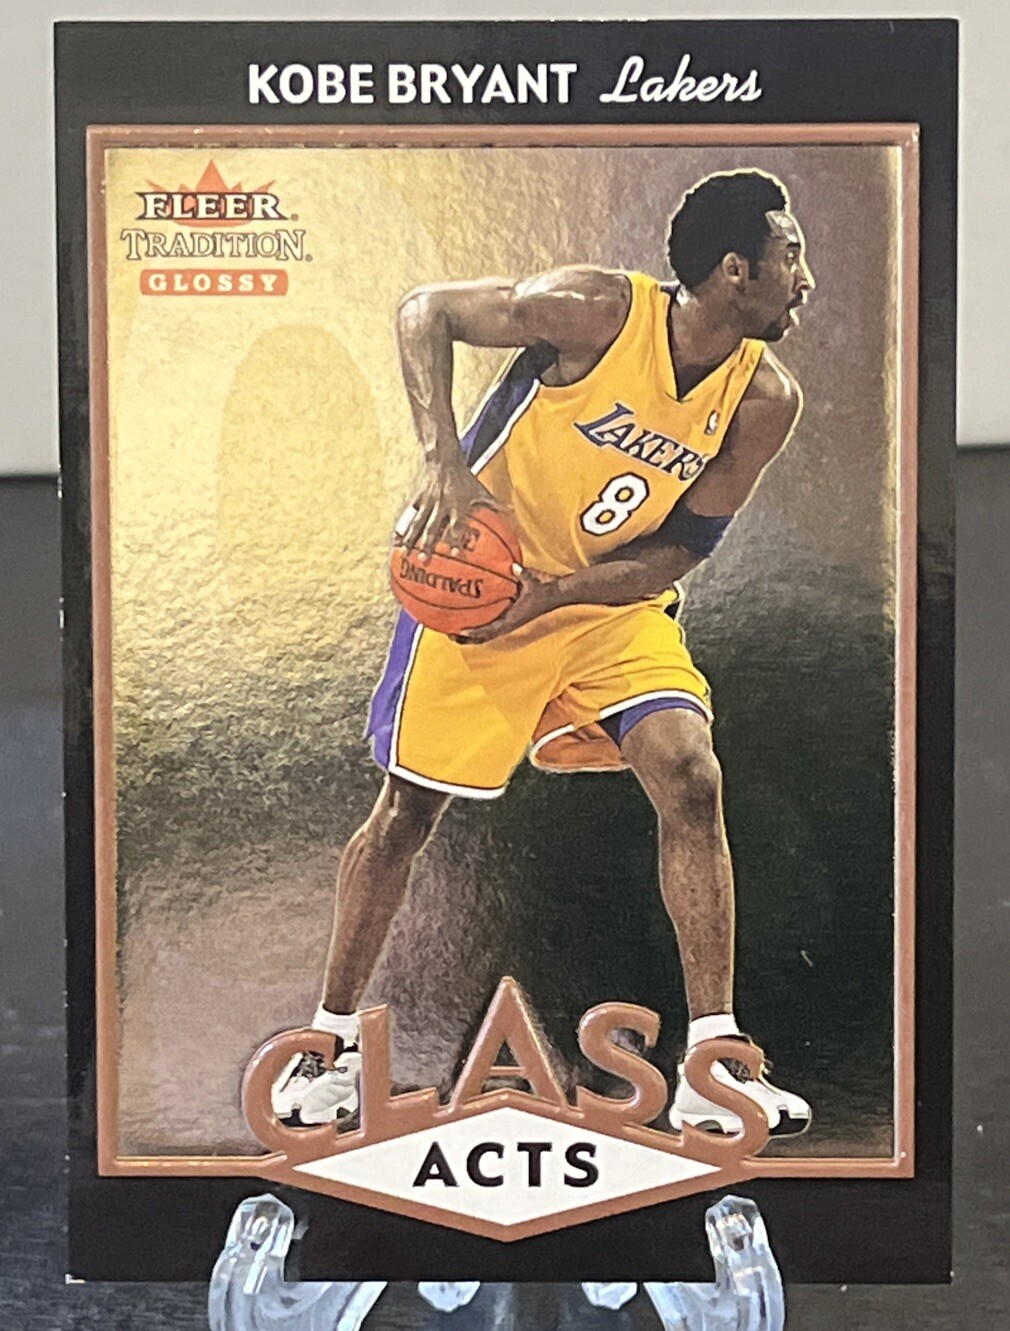 KOBE BRYANT Lakers
FLEER
TRADITION
GLOSSY
LAKERS
8
SPALDING
CLASS
ACTS